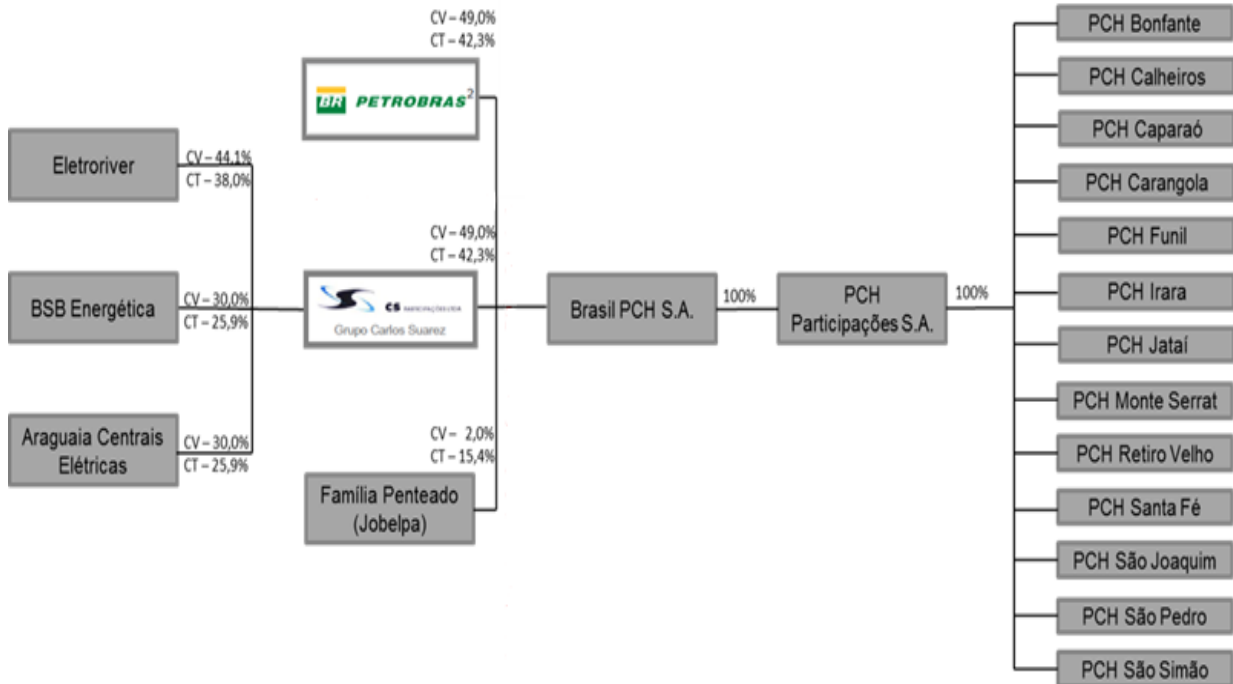 CV – 49,0%
CT – 42,3%
BR PETROBRAS²
Eletroriver
CV – 44,1%
CT – 38,0%
BSB Energética
CV – 30,0%
CT – 25,9%
Araguaia Centrais
Elétricas
CV – 30,0%
CT – 25,9%
CV – 49,0%
CT – 42,3%
CS PARTICIPAÇÕES LTDA
Grupo Carlos Suarez
CV – 2,0%
CT – 15,4%
Família Penteado
(Jobelpa)
Brasil PCH S.A.
100%
PCH
Participações S.A.
100%
PCH Bonfante
PCH Calheiros
PCH Caparaó
PCH Carangola
PCH Funil
PCH Irara
PCH Jataí
PCH Monte Serrat
PCH Retiro Velho
PCH Santa Fé
PCH São Joaquim
PCH São Pedro
PCH São Simão